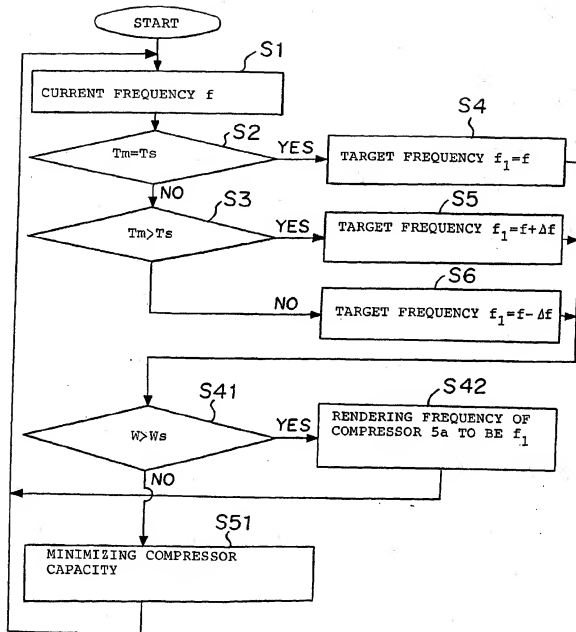 START
S1
CURRENT FREQUENCY f
S2
Tm=Ts
YES
NO
S4
TARGET FREQUENCY f₁=f
S3
Tm>Ts
YES
NO
S5
TARGET FREQUENCY f₁=f+Δf
S6
TARGET FREQUENCY f₁=f-Δf
S41
W>Ws
YES
NO
S42
RENDERING FREQUENCY OF
COMPRESSOR 5a TO BE f₁
S51
MINIMIZING COMPRESSOR
CAPACITY